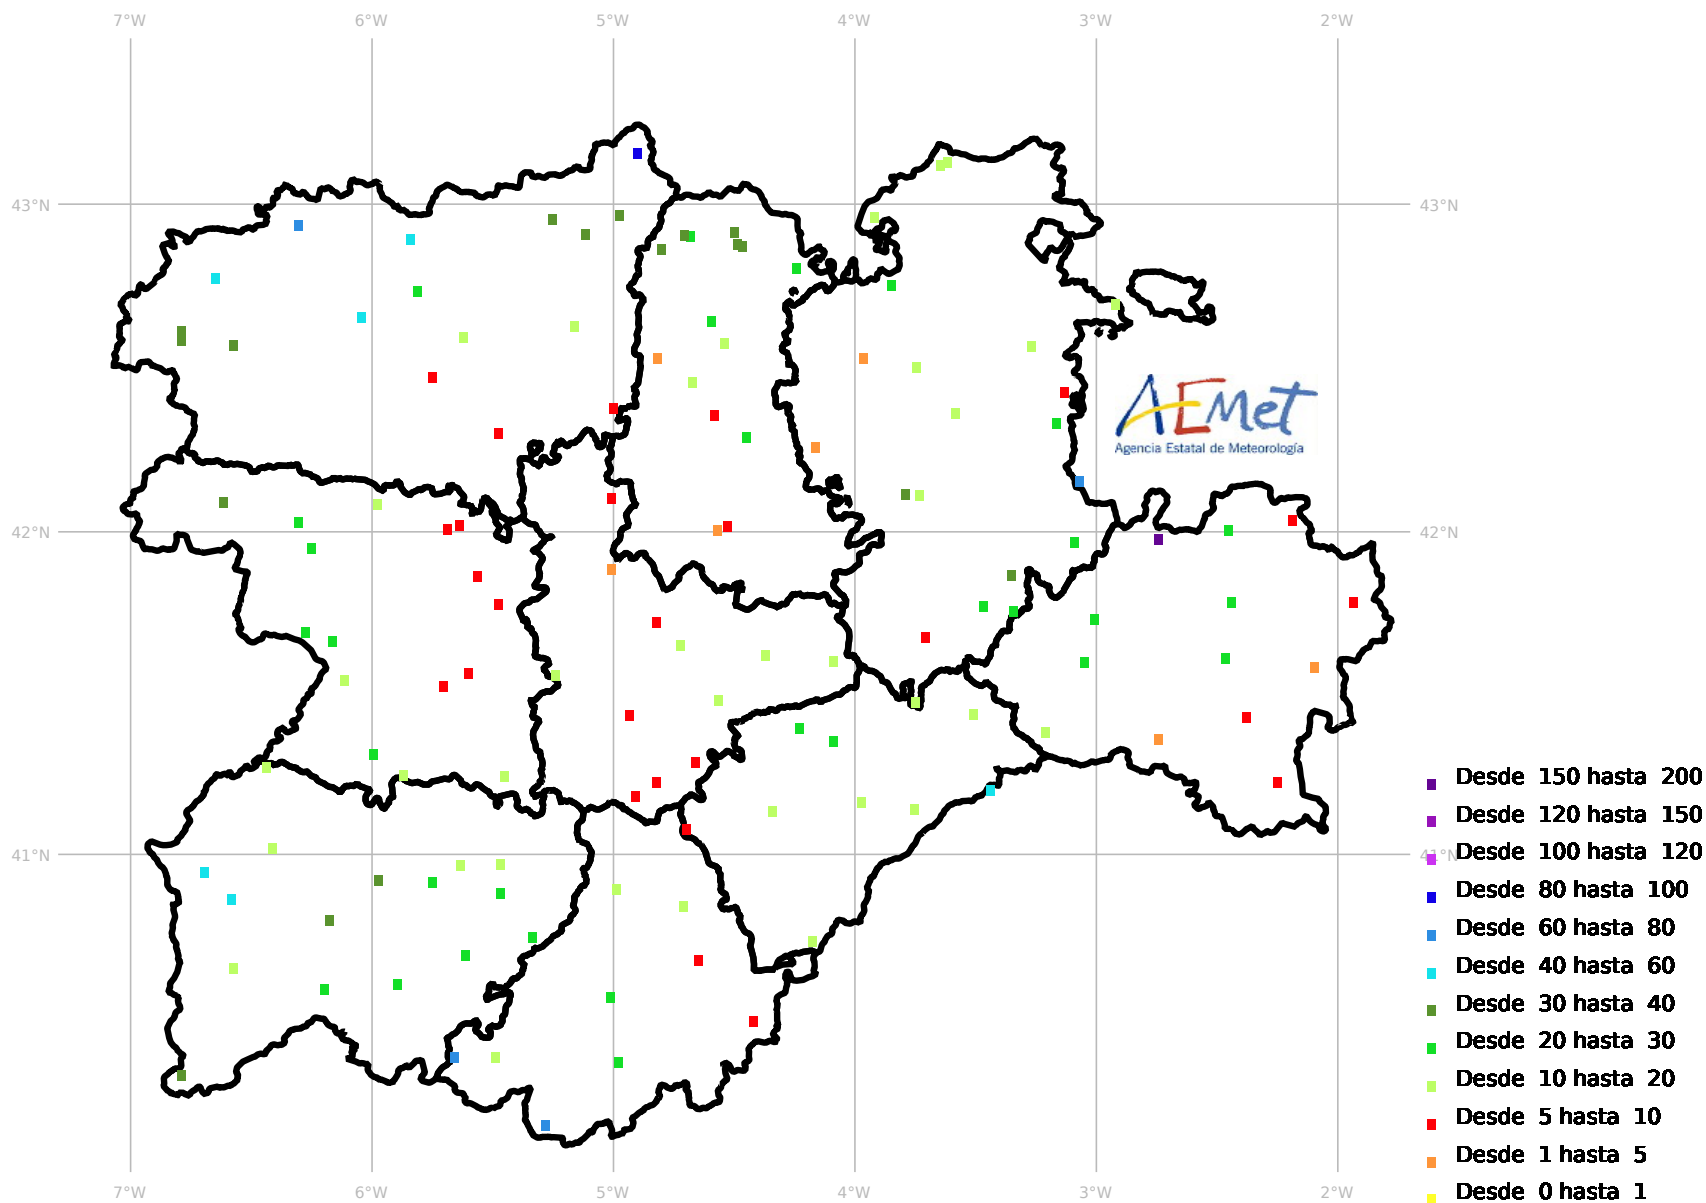 7°W 6°W 5°W 4°W 3°W 2°W
43°N 43°N
AEMet
Agencia Estatal de Meteorología
42°N 42°N
Desde 150 hasta 200
Desde 120 hasta 150
Desde 100 hasta 120
41°N 41°N
Desde 80 hasta 100
Desde 60 hasta 80
Desde 40 hasta 60
Desde 30 hasta 40
Desde 20 hasta 30
Desde 10 hasta 20
Desde 5 hasta 10
Desde 1 hasta 5
Desde 0 hasta 1
7°W 6°W 5°W 4°W 3°W 2°W